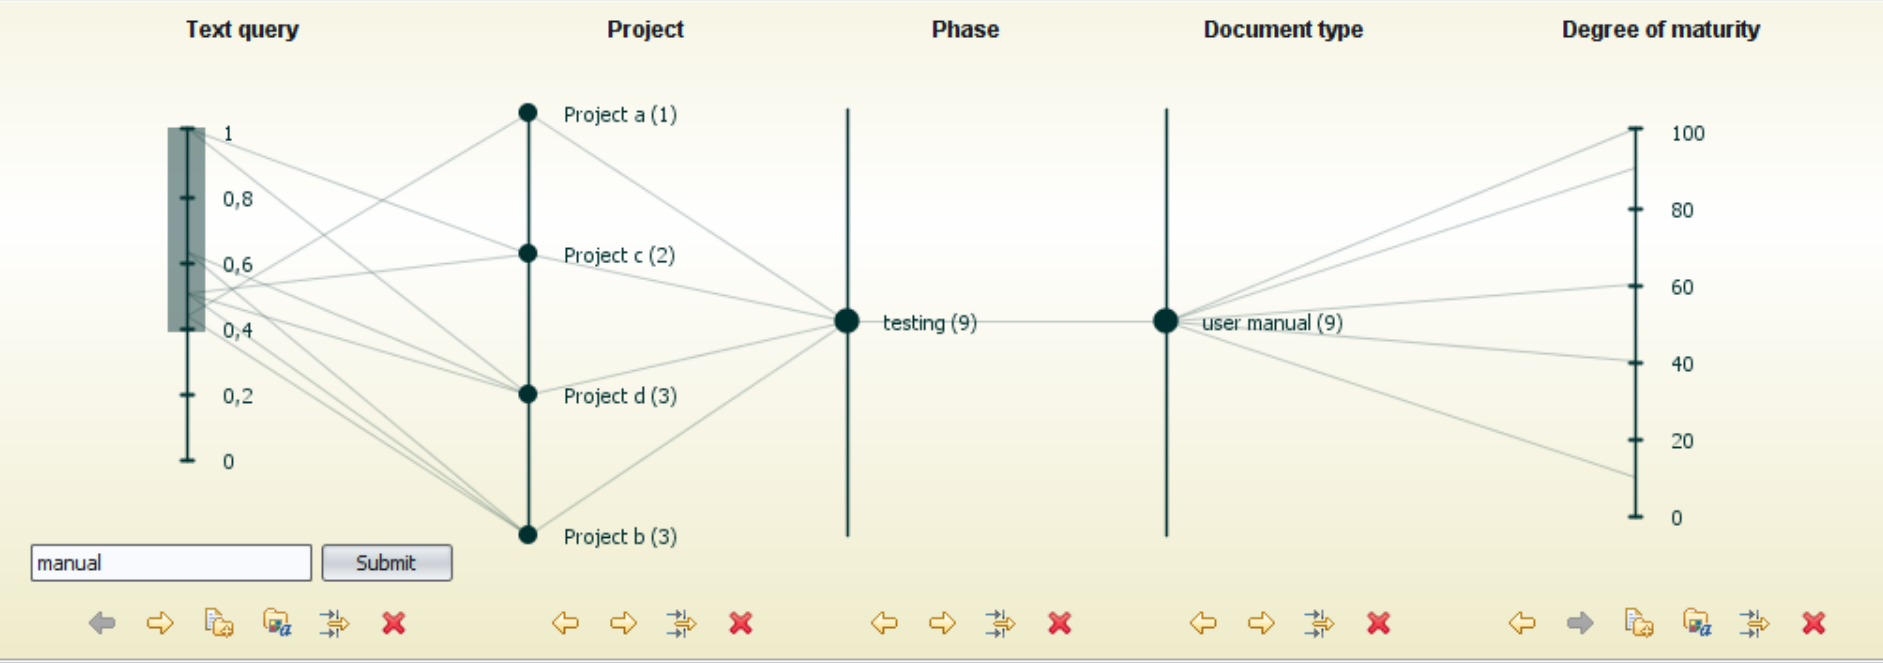 Text query
Project
Phase
Document type
Degree of maturity
1
0,8
0,6
0,4
0,2
0
Project a (1)
Project c (2)
Project d (3)
Project b (3)
testing (9)
user manual (9)
100
80
60
40
20
0
manual
Submit